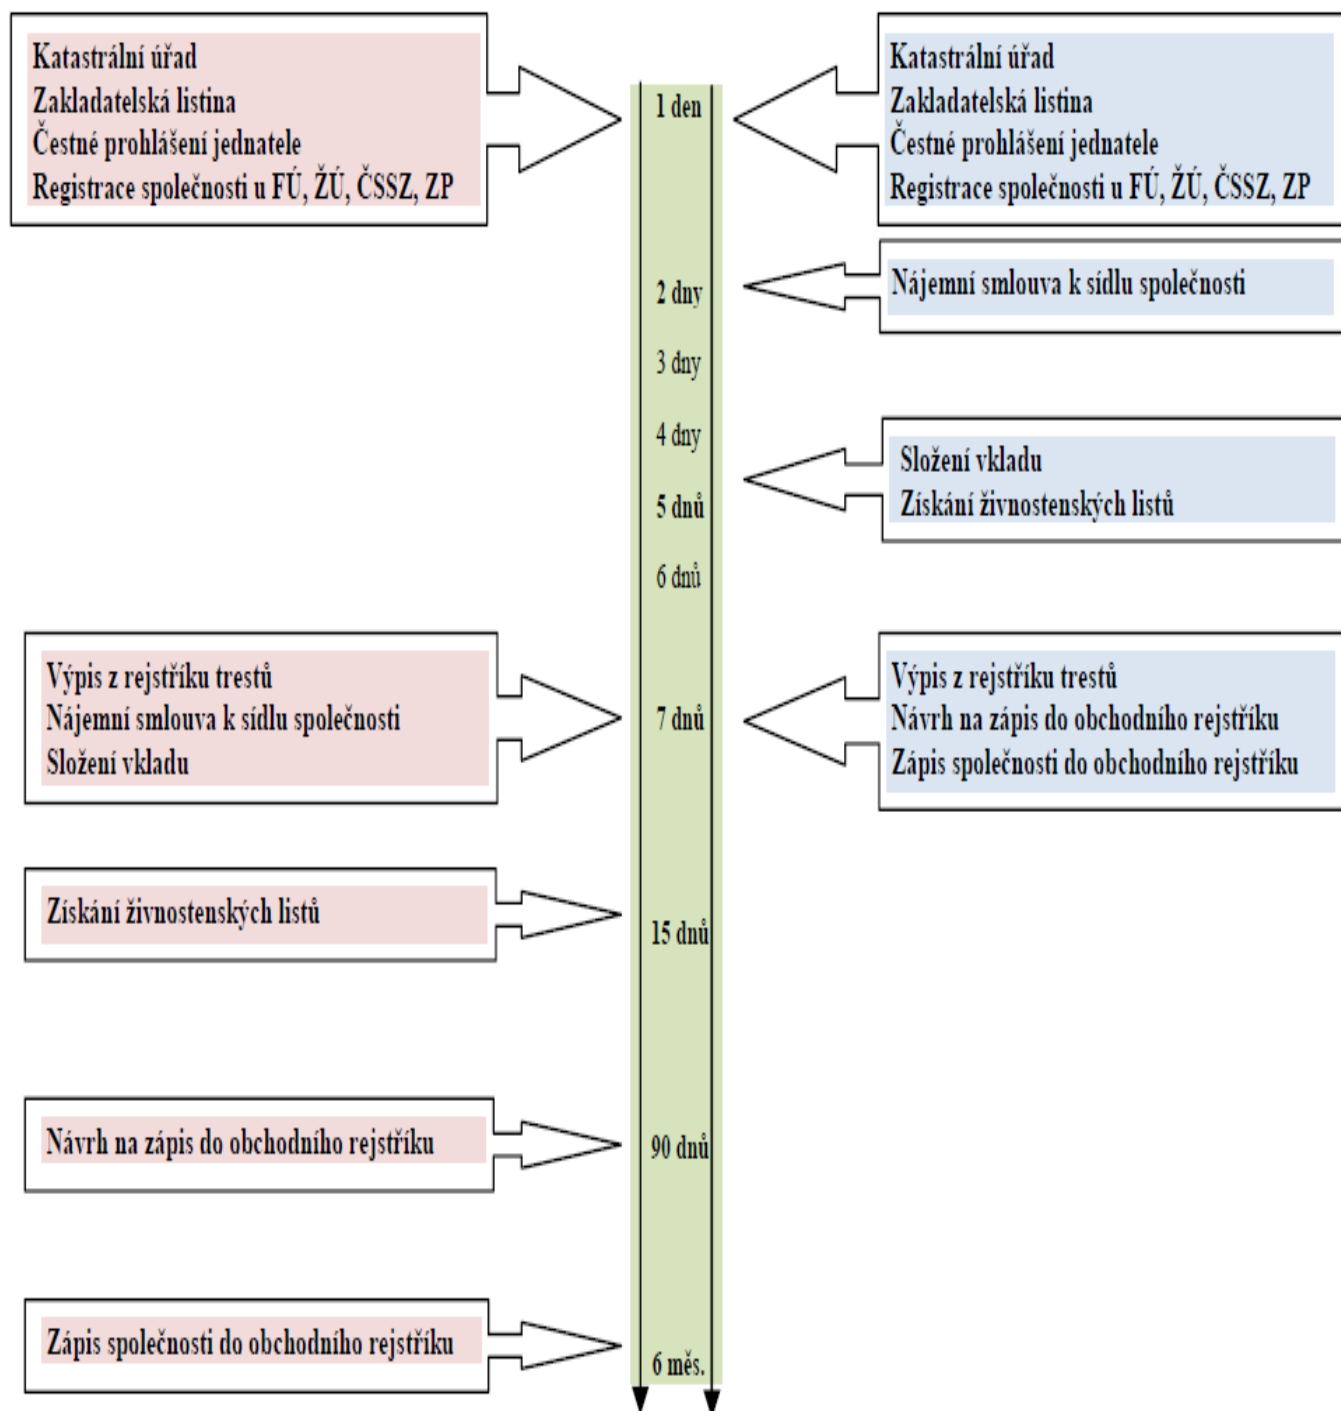 Katastrální úřad
Zakladatelská listina
Čestné prohlášení jednatele
Registrace společnosti u FÚ, ŽÚ, ČSSZ, ZP
1 den
Katastrální úřad
Zakladatelská listina
Čestné prohlášení jednatele
Registrace společnosti u FÚ, ŽÚ, ČSSZ, ZP
2 dny
Nájemní smlouva k sídlu společnosti
3 dny
4 dny
Složení vkladu
Získání živnostenských listů
5 dnů
6 dnů
Výpis z rejstříku trestů
Nájemní smlouva k sídlu společnosti
Složení vkladu
7 dnů
Výpis z rejstříku trestů
Návrh na zápis do obchodního rejstříku
Zápis společnosti do obchodního rejstříku
Získání živnostenských listů
15 dnů
Návrh na zápis do obchodního rejstříku
90 dnů
Zápis společnosti do obchodního rejstříku
6 měs.